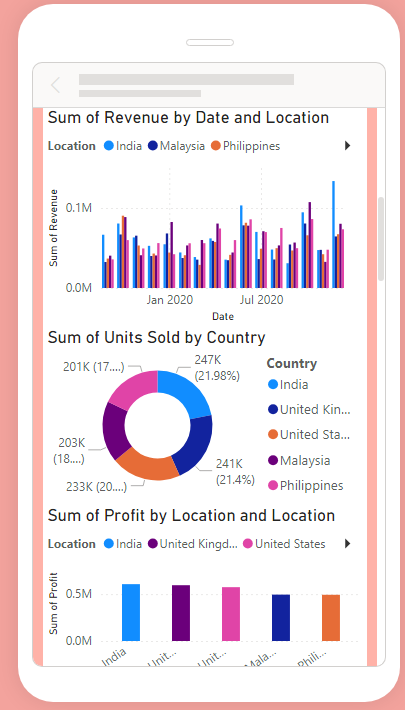 Sum of Revenue by Date and Location
Location India Malaysia Philippines
Sum of Revenue
0.1M
0.0M
Jan 2020 Jul 2020
Date
Sum of Units Sold by Country
201K (17....)
247K
(21.98%)
203K
(18....)
241K
(21.4%)
233K (20....)
Country
India
United Kin...
United Sta...
Malaysia
Philippines
Sum of Profit by Location and Location
Location India United Kingd... United States
Sum of Profit
0.5M
0.0M
India Unit... Unit... Mala... Phili...